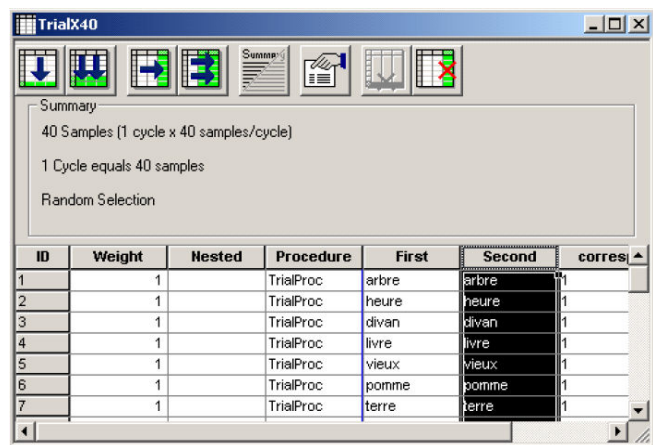 TrialX40
Summary
Summary
40 Samples (1 cycle x 40 samples/cycle)
1 Cycle equals 40 samples
Random Selection
ID Weight Nested Procedure First Second
1 1 TrialProc arbre arbre 1
2 1 TrialProc heure heure 1
3 1 TrialProc divan divan 1
4 1 TrialProc livre livre 1
5 1 TrialProc vieux vieux 1
6 1 TrialProc pomme pomme 1
7 1 TrialProc terre terre 1